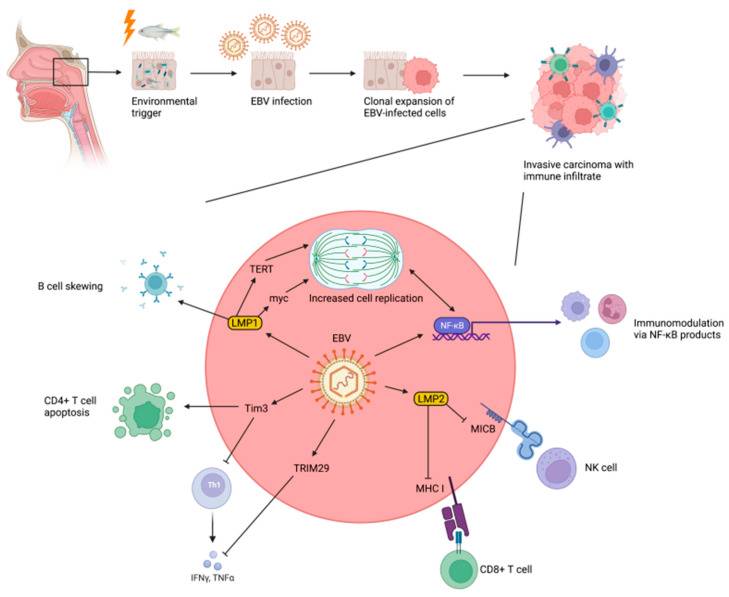 Environmental
trigger
EBV infection
Clonal expansion of
EBV-infected cells
Invasive carcinoma with
immune infiltrate
B cell skewing
TERT
myc
Increased cell replication
LMP1
NF-κB
Immunomodulation
via NF-κB products
EBV
CD4+ T cell
apoptosis
Tim3
LMP2
MICB
NK cell
TRIM29
Th1
MHC I
IFNγ, TNFα
CD8+ T cell